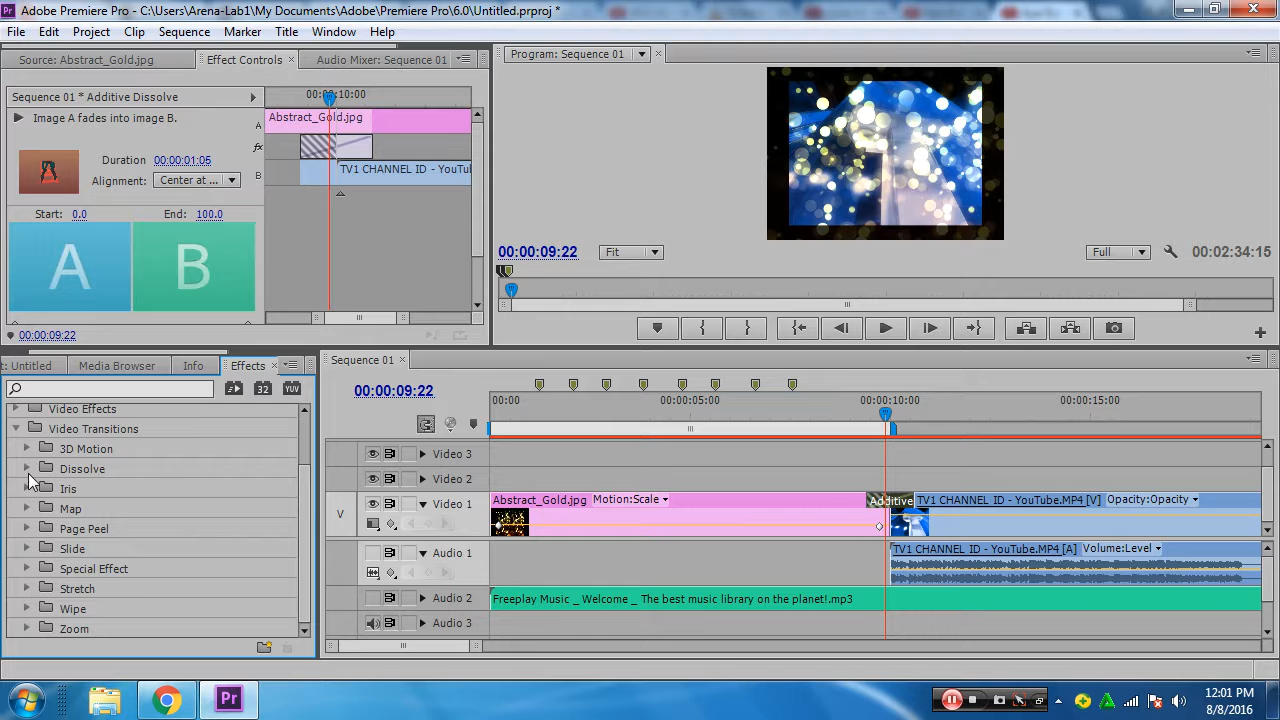 Adobe Premiere Pro - C:\Users\Arena-Lab1\My Documents\Adobe\Premiere Pro\6.0\Untitled.prproj *
File Edit Project Clip Sequence Marker Title Window Help
Source: Abstract_Gold.jpg Effect Controls Audio Mixer: Sequence 01
Program: Sequence 01
Sequence 01 * Additive Dissolve
00:00:10:00
Image A fades into image B.
A
Abstract_Gold.jpg
fx
Duration 00:00:01:05
B
TV1 CHANNEL ID - YouTu
Alignment: Center at ...
Start: 0.0 End: 100.0
A B
00:00:09:22
00:00:09:22 Fit Full 00:02:34:15
t: Untitled Media Browser Info Effects
Sequence 01
32 YUV
00:00:09:22
00:00 00:00:05:00 00:00:10:00 00:00:15:00
Video Effects
Video Transitions
3D Motion
Dissolve
Iris
Map
Page Peel
Slide
Special Effect
Stretch
Wipe
Zoom
Video 3
Video 2
V Video 1 Abstract_Gold.jpg Motion:Scale Additive TV1 CHANNEL ID - YouTube.MP4 [V] Opacity:Opacity
Audio 1 TV1 CHANNEL ID - YouTube.MP4 [A] Volume:Level
Audio 2 Freeplay Music _ Welcome _ The best music library on the planet!.mp3
Audio 3
Pr
12:01 PM
8/8/2016